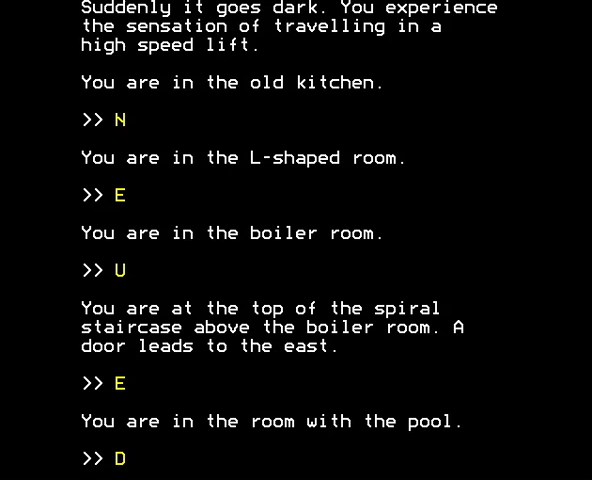 Suddenly it goes dark. You experience
the sensation of travelling in a
high speed lift.
You are in the old kitchen.
>> N
You are in the L-shaped room.
>> E
You are in the boiler room.
>> U
You are at the top of the spiral
staircase above the boiler room. A
door leads to the east.
>> E
You are in the room with the pool.
>> D